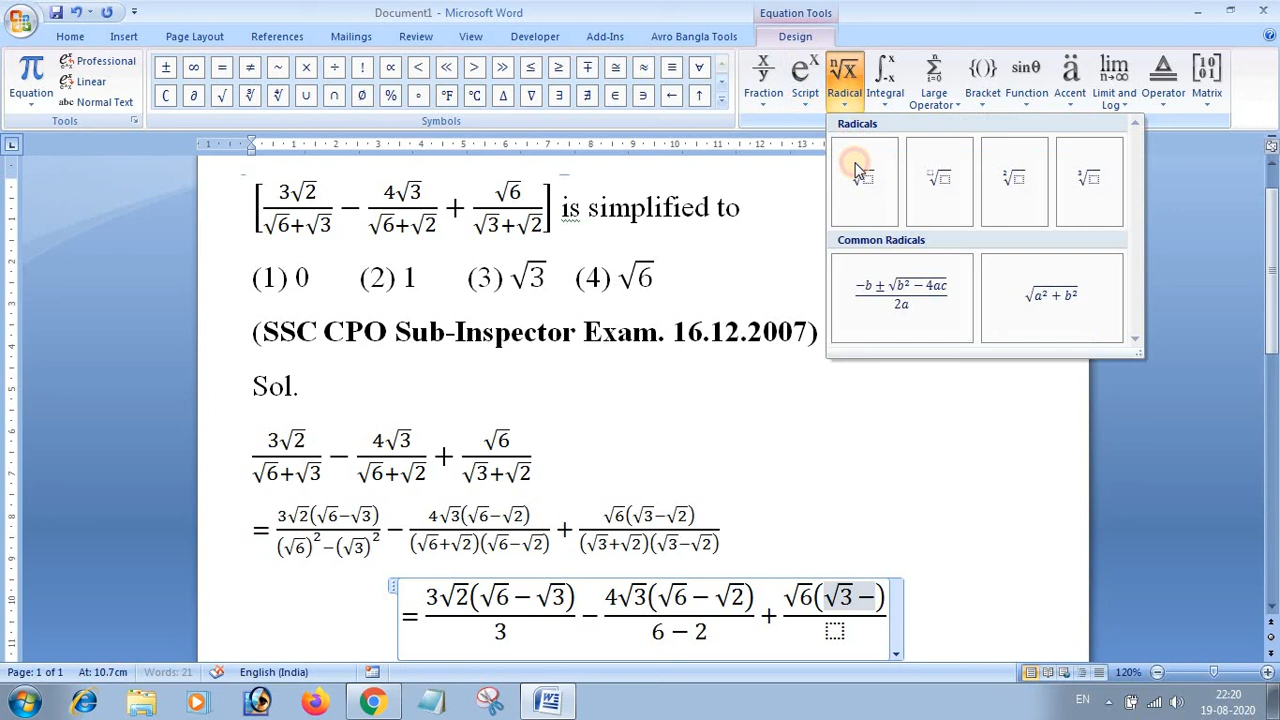 Document1 - Microsoft Word
Equation Tools
Home Insert Page Layout References Mailings Review View Developer Add-Ins Avro Bangla Tools Design
π Equation
Professional
Linear
abc Normal Text
± ∞ = ≠ ~ × ÷ ! ∝ < ≪ > ≫ ≤ ≥ ∓ ≅ ≈ ≡ ∀
∁ ∂ √ ∛ ∜ ∪ ∩ ∅ % ° ℉ ℃ ∆ ∇ ∃ ∄ ∈ ∋ ← ↑
Tools Symbols
Fraction Script Radical Integral Large Operator Bracket Function Accent Limit and Log Operator Matrix
Radicals
Common Radicals
(−b ± √(b² − 4ac))/2a √(a² + b²)
[3√2/(√6+√3) − 4√3/(√6+√2) + √6/(√3+√2)] is simplified to
(1) 0 (2) 1 (3) √3 (4) √6
(SSC CPO Sub-Inspector Exam. 16.12.2007)
Sol.
3√2/(√6+√3) − 4√3/(√6+√2) + √6/(√3+√2)
= 3√2(√6−√3)/((√6)²−(√3)²) − 4√3(√6−√2)/((√6+√2)(√6−√2)) + √6(√3−√2)/((√3+√2)(√3−√2))
= 3√2(√6 − √3)/3 − 4√3(√6 − √2)/(6 − 2) + √6(√3 −)/
Page: 1 of 1 At: 10.7cm Words: 21 English (India) 120%
EN 22:20
19-08-2020